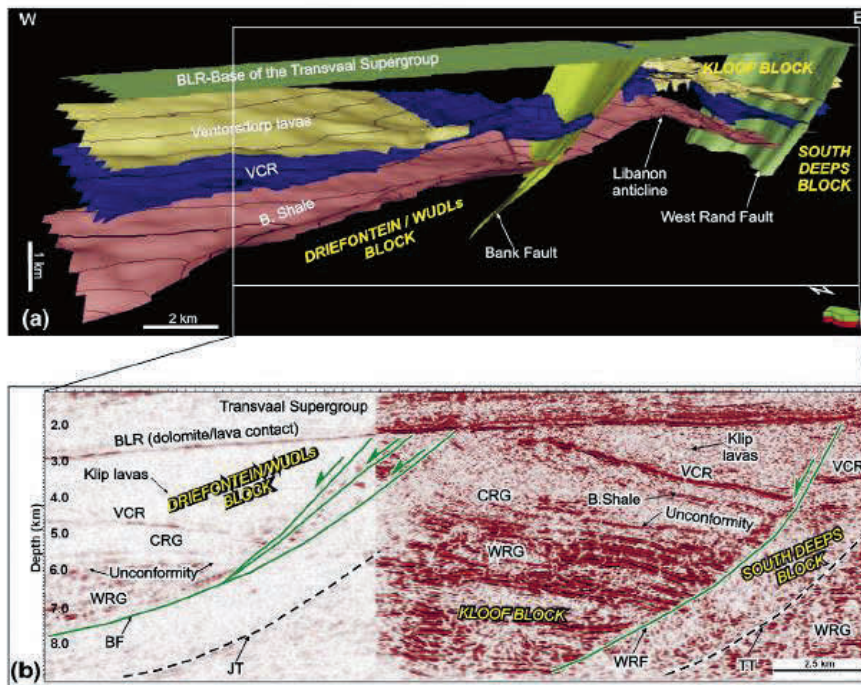 W
E
BLR-Base of the Transvaal Supergroup
KLOOF BLOCK
Ventersdorp lavas
VCR
B. Shale
Libanon
anticline
SOUTH
DEEPS
BLOCK
West Rand Fault
DRIEFONTEIN / WUDLs
BLOCK
Bank Fault
1 km
2 km
(a)
N
Transvaal Supergroup
2.0
BLR (dolomite/lava contact)
3.0
Klip lavas
Klip
lavas
DRIEFONTEIN/WUDLs
BLOCK
VCR
VCR
4.0
CRG
B.Shale
VCR
Depth (km)
5.0
CRG
Unconformity
WRG
6.0
Unconformity
SOUTH DEEPS
BLOCK
WRG
7.0
KLOOF BLOCK
WRG
8.0
BF
JT
WRF
TT
2.5 km
(b)